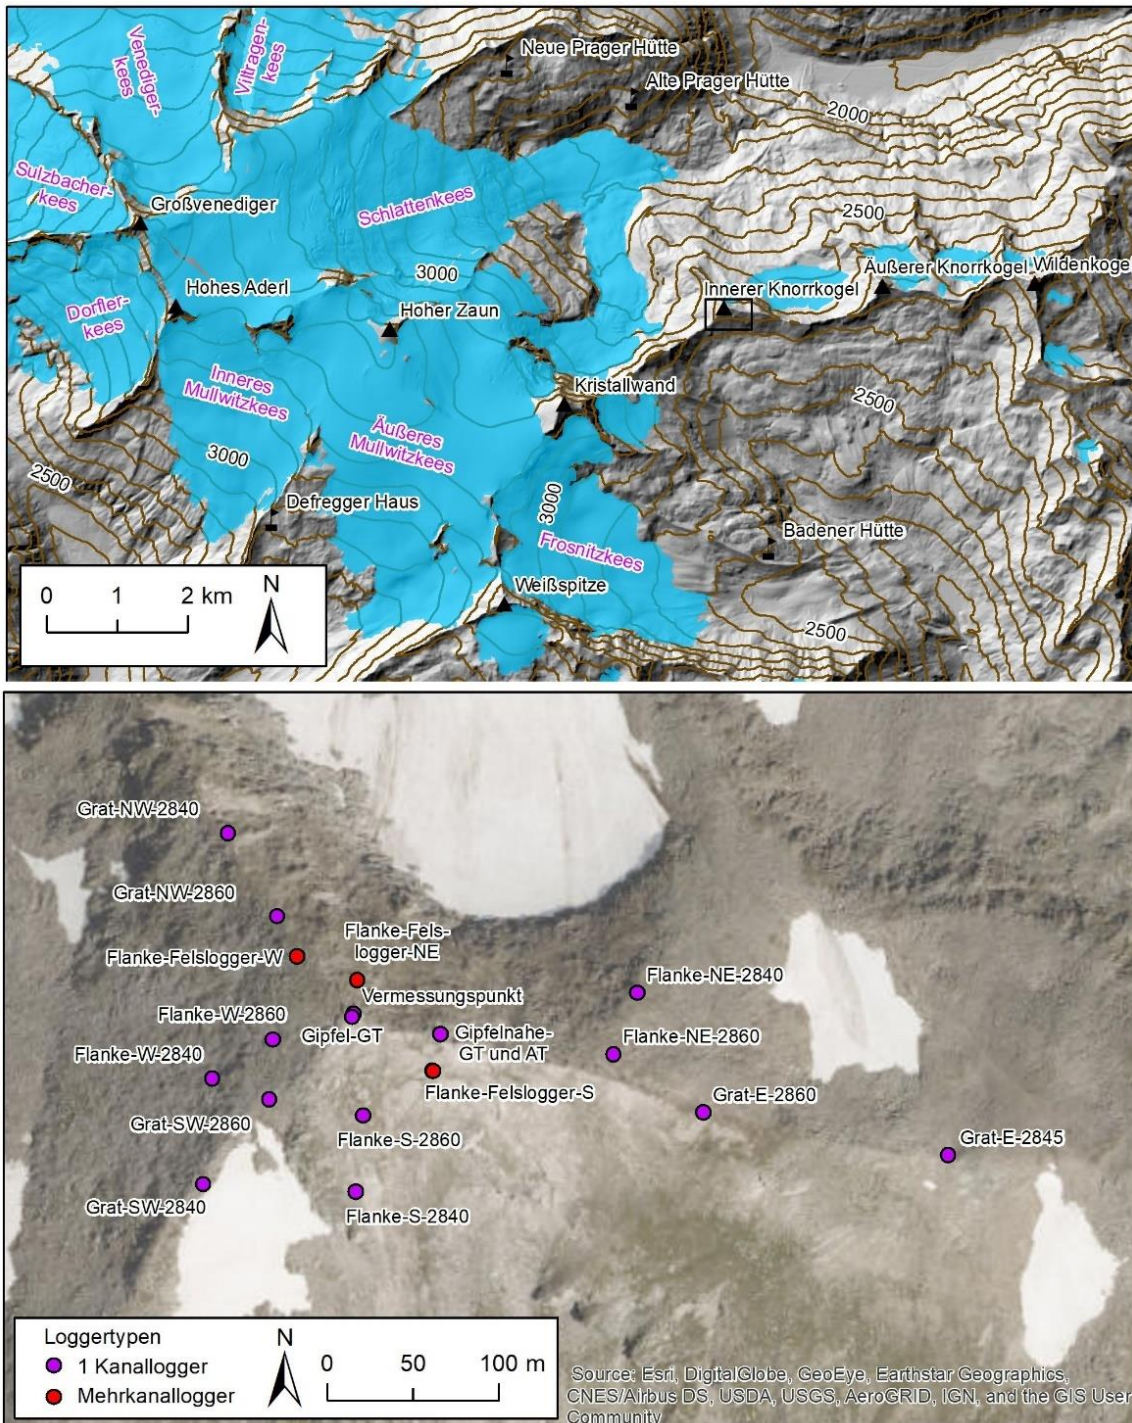 Venediger-
kees
Viltragen-
kees
Neue Prager Hütte
Alte Prager Hütte
2000
Sulzbacher-
kees
Großvenediger
Schlattenkees
2500
3000
Äußerer Knorrkogel
Wildenkogel
Hohes Aderl
Innerer Knorrkogel
Dorfler-
kees
Hoher Zaun
Inneres
Mullwitzkees
Kristallwand
2500
Äußeres
Mullwitzkees
3000
2500
Defregger Haus
3000
Frosnitzkees
Badener Hütte
Weißspitze
2500
0 1 2 km
N
Grat-NW-2840
Grat-NW-2860
Flanke-Felslogger-W
Flanke-Fels-
logger-NE
Flanke-NE-2840
Vermessungspunkt
Flanke-W-2860
Gipfel-GT
Gipfelnahe-
GT und AT
Flanke-NE-2860
Flanke-W-2840
Flanke-Felslogger-S
Grat-E-2860
Grat-SW-2860
Flanke-S-2860
Grat-E-2845
Grat-SW-2840
Flanke-S-2840
Loggertypen
1 Kanallogger
Mehrkanallogger
N
0 50 100 m
Source: Esri, DigitalGlobe, GeoEye, Earthstar Geographics,
CNES/Airbus DS, USDA, USGS, AeroGRID, IGN, and the GIS User
Community